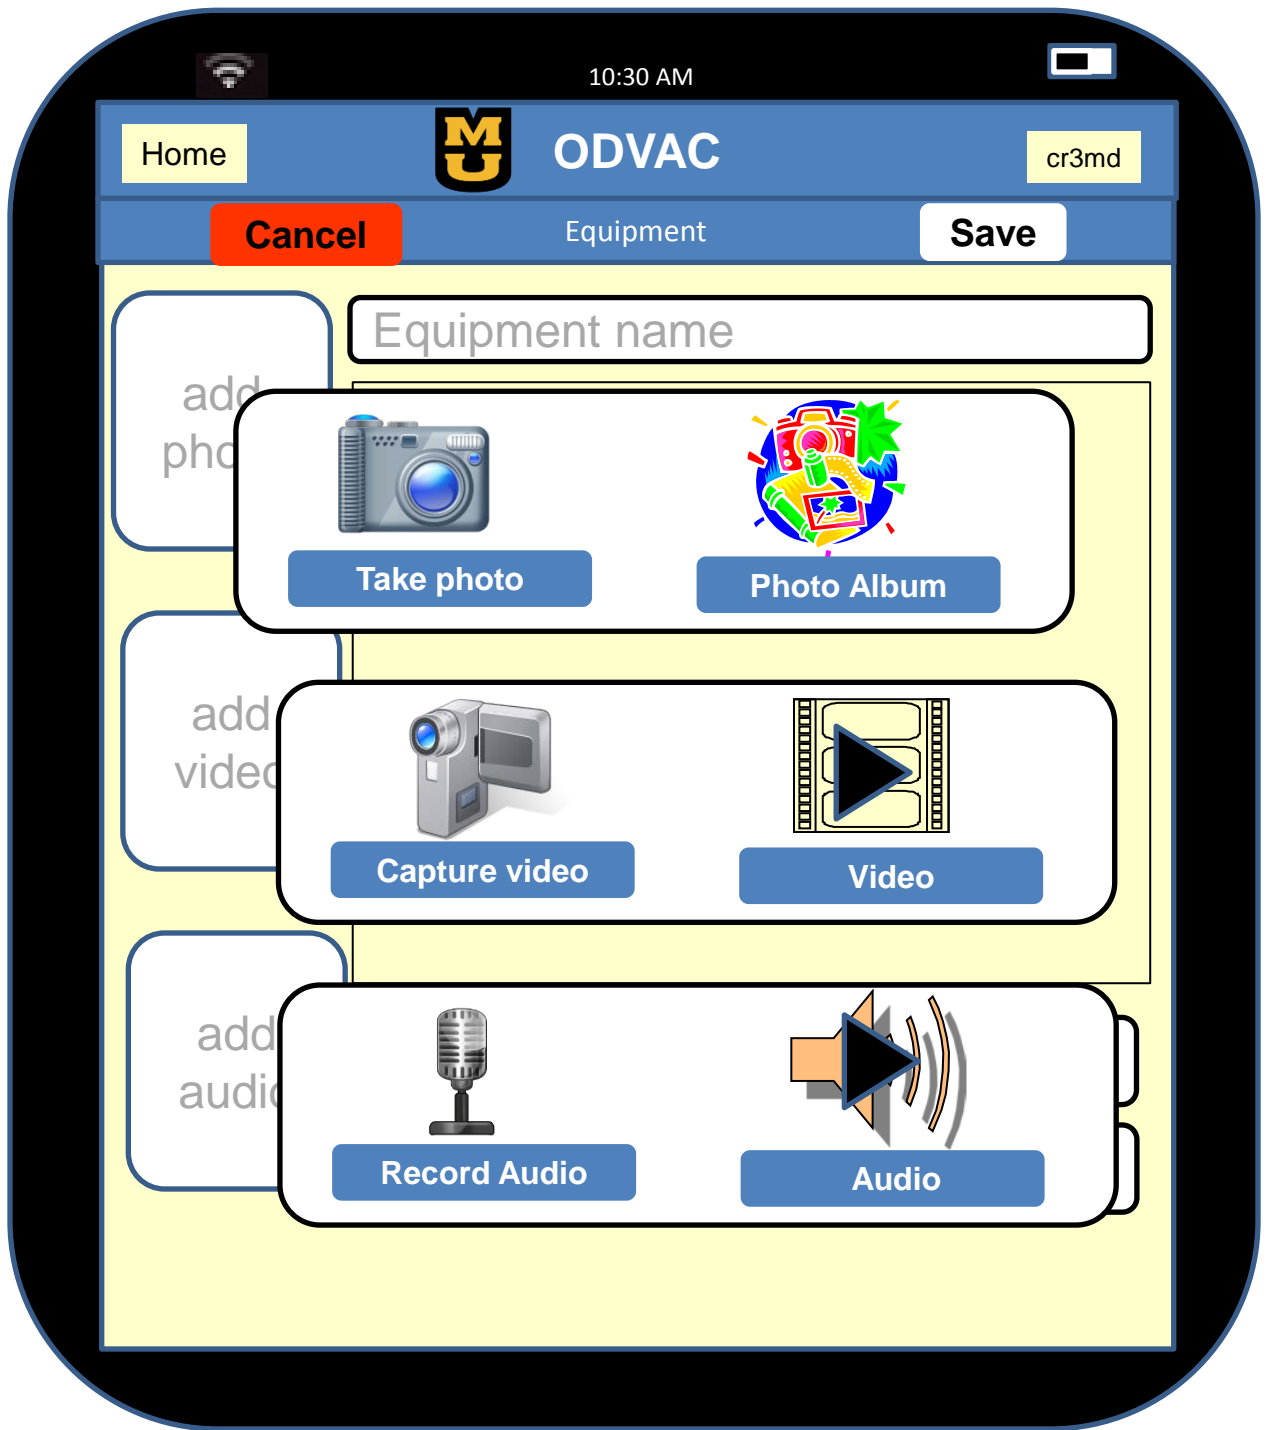 10:30 AM
Home
MU
ODVAC
cr3md
Cancel
Equipment
Save
Equipment name
add
Take photo
Photo Album
add
Capture video
Video
add
Record Audio
Audio